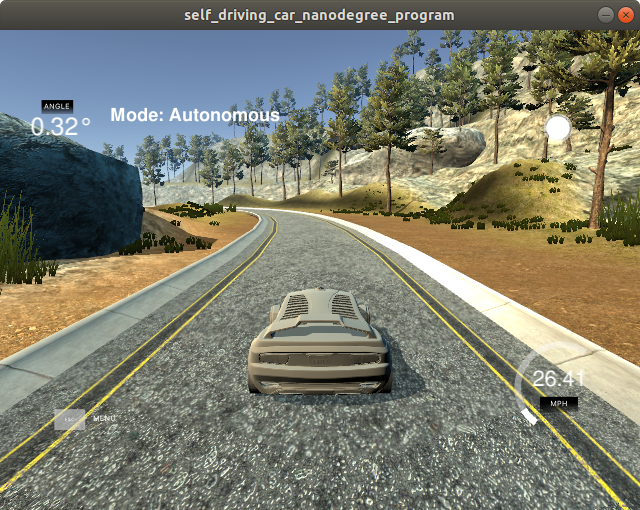 self_driving_car_nanodegree_program
ANGLE
0.32°
Mode: Autonomous
26.41
MPH
MENU